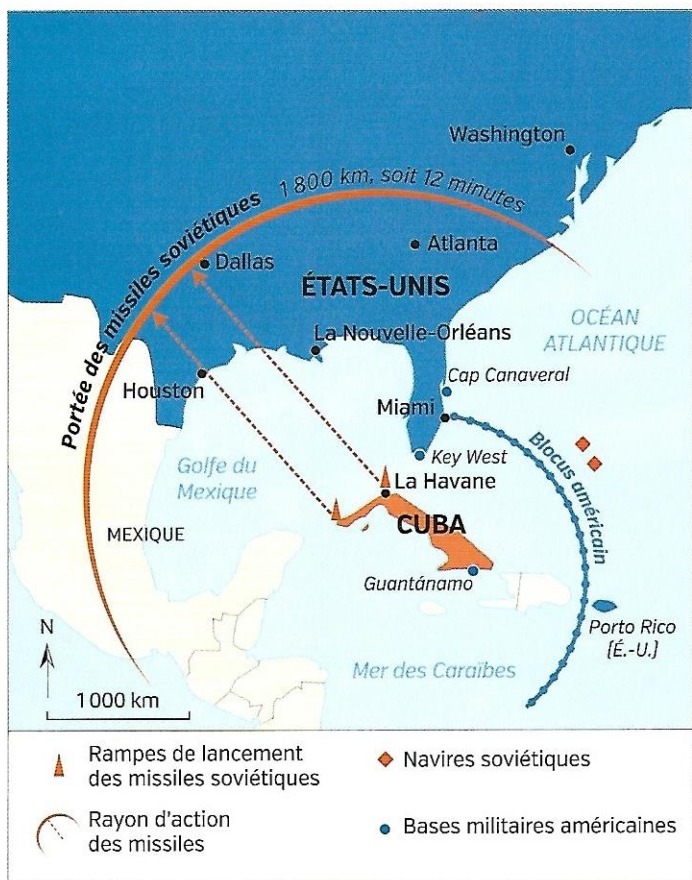 Washington
1 800 km, soit 12 minutes
Portée des missiles soviétiques
Atlanta
Dallas
ÉTATS-UNIS
OCÉAN
ATLANTIQUE
La Nouvelle-Orléans
Cap Canaveral
Houston
Miami
Blocus américain
Key West
Golfe du
Mexique
La Havane
CUBA
MEXIQUE
Guantánamo
Porto Rico
[É.-U.]
N
Mer des Caraïbes
1 000 km
Rampes de lancement
des missiles soviétiques
Navires soviétiques
Rayon d'action
des missiles
Bases militaires américaines